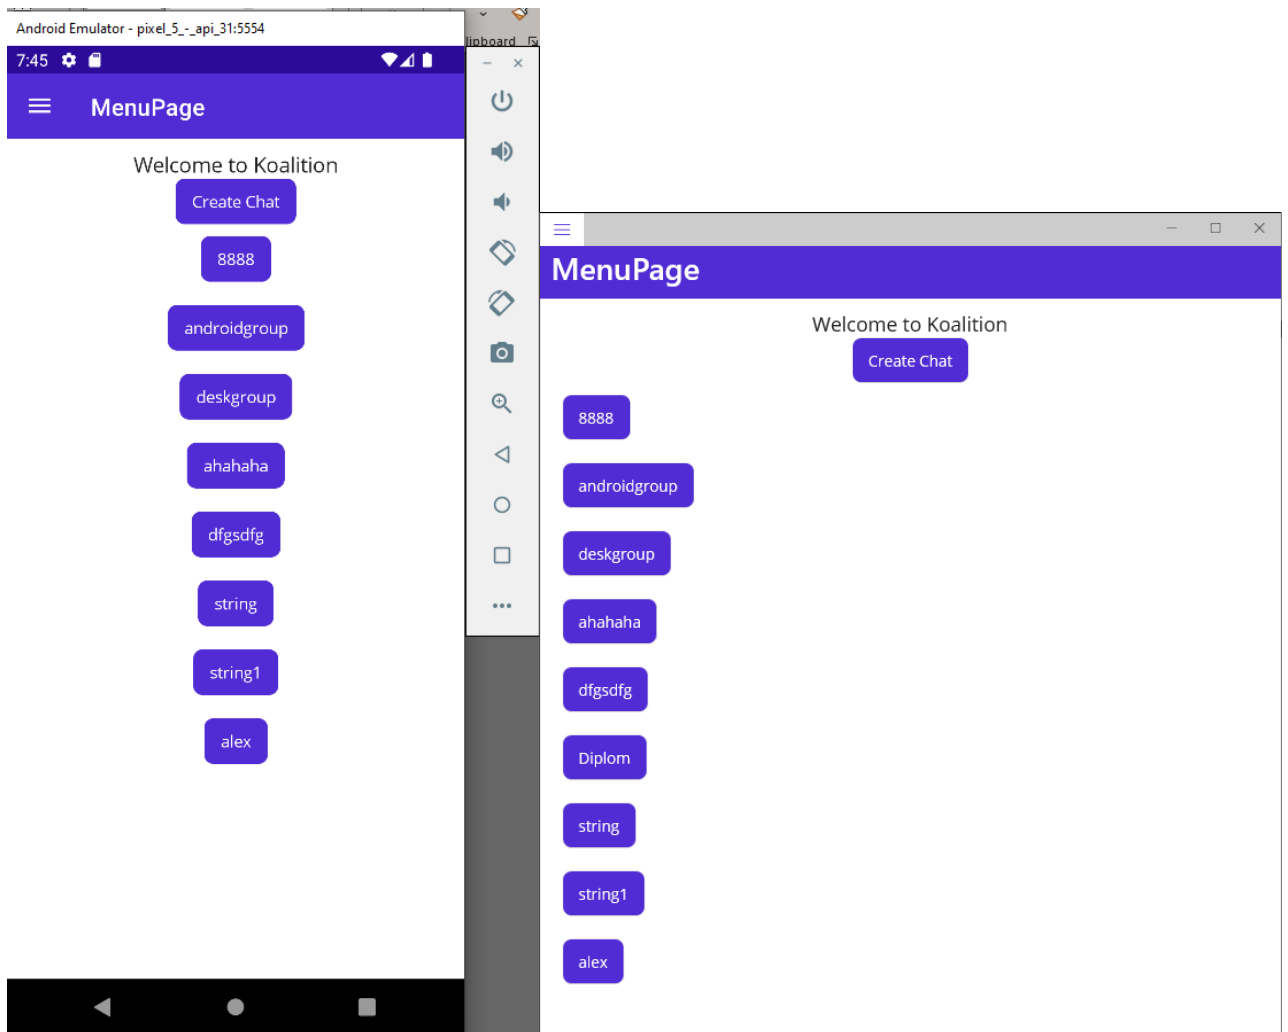 Android Emulator - pixel_5_-_api_31:5554
lipboard
7:45
MenuPage
Welcome to Koalition
Create Chat
8888
androidgroup
deskgroup
ahahaha
dfgsdfg
string
string1
alex
MenuPage
Welcome to Koalition
Create Chat
8888
androidgroup
deskgroup
ahahaha
dfgsdfg
Diplom
string
string1
alex